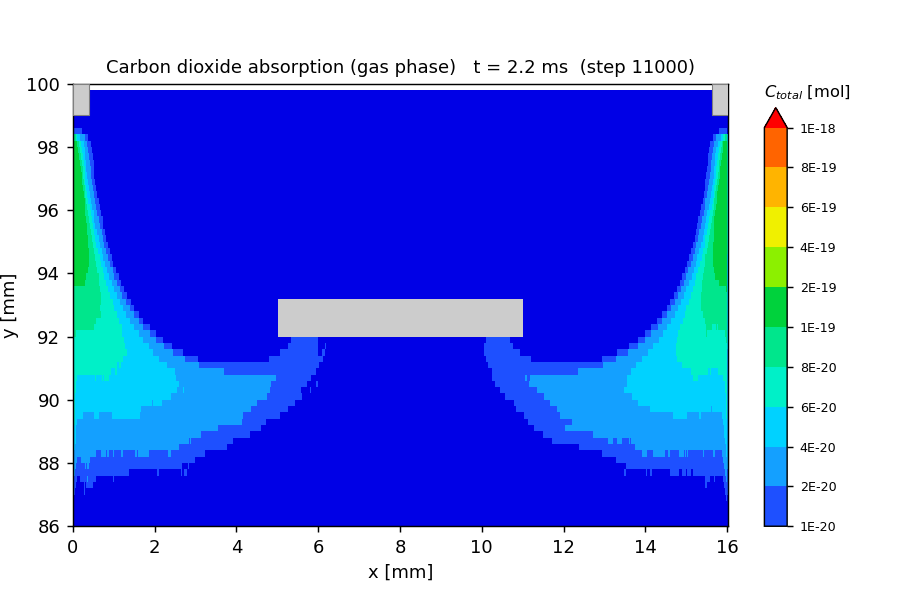 Carbon dioxide absorption (gas phase)   t = 2.2 ms  (step 11000)
C_total [mol]
1E-18
8E-19
6E-19
4E-19
2E-19
1E-19
8E-20
6E-20
4E-20
2E-20
1E-20
y [mm]
100
98
96
94
92
90
88
86
0 2 4 6 8 10 12 14 16
x [mm]